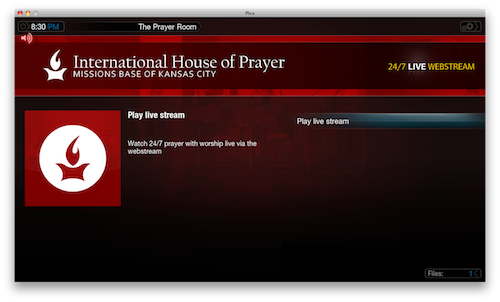 Plex
8:30 PM
The Prayer Room
International House of Prayer
MISSIONS BASE OF KANSAS CITY
24/7 LIVE WEBSTREAM
Play live stream
Play live stream
Watch 24/7 prayer with worship live via the
webstream
Files: 1